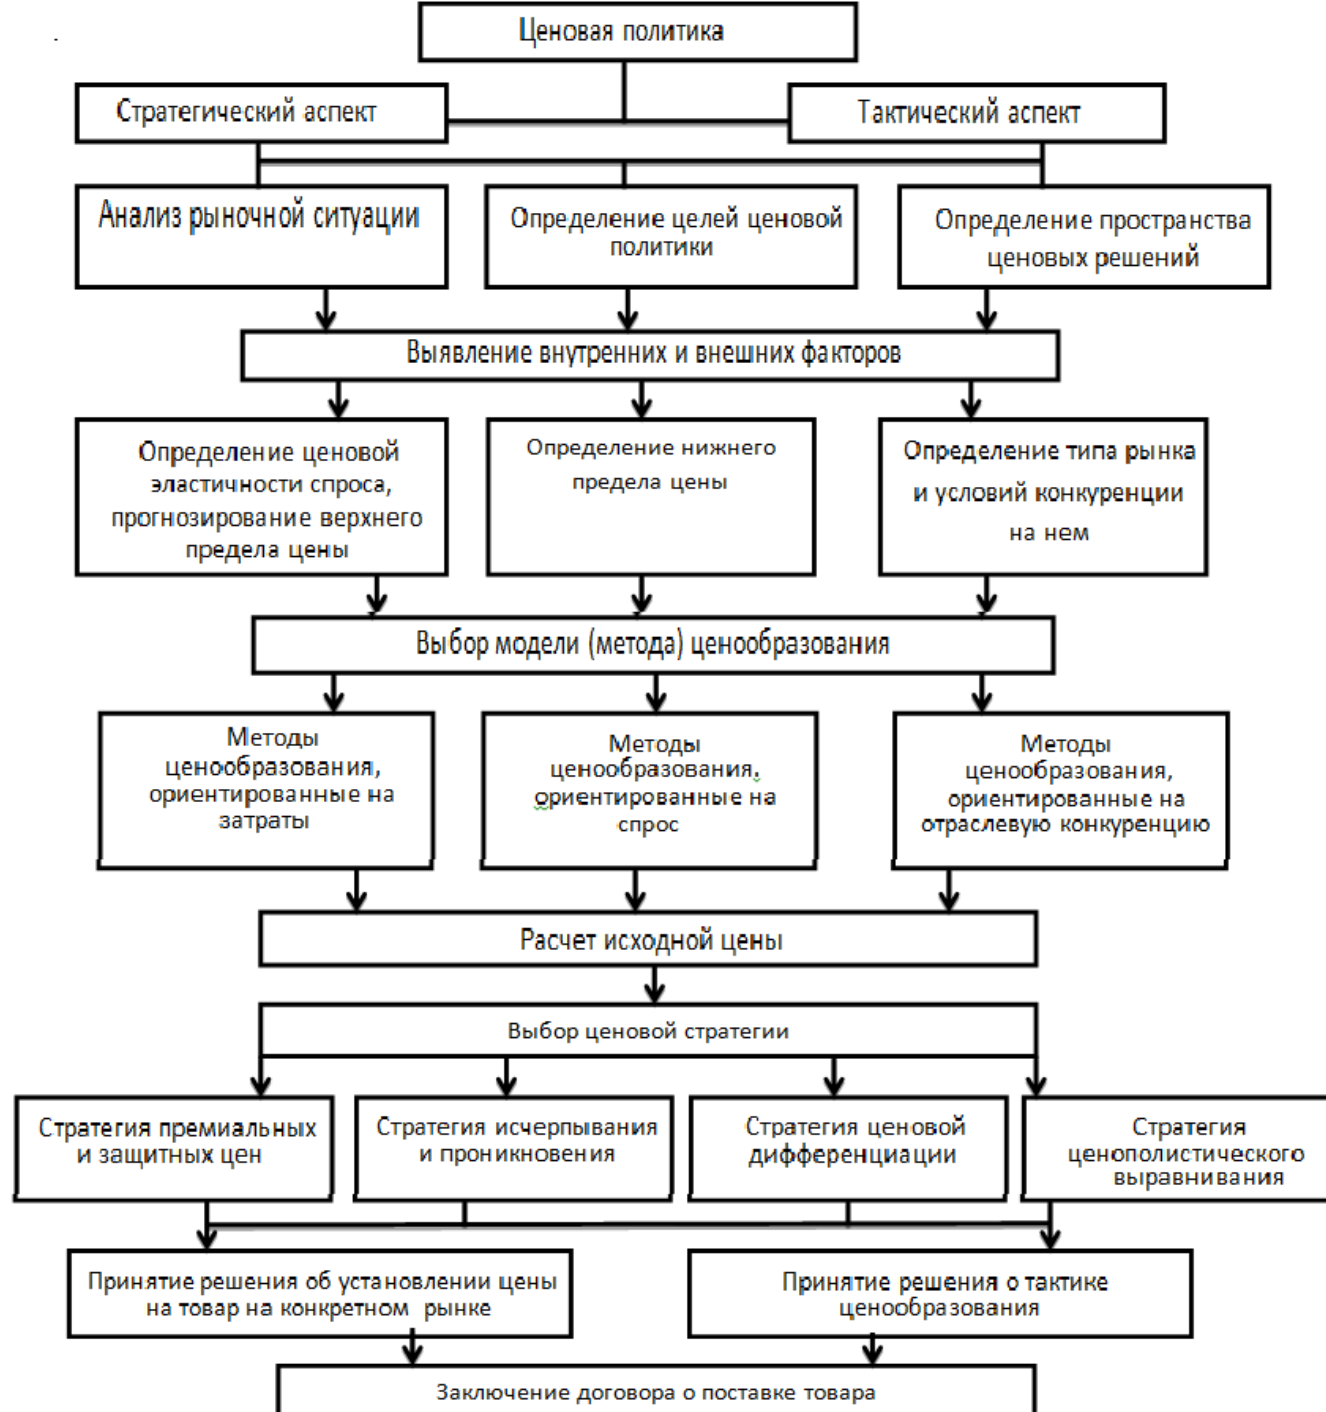 Ценовая политика
Стратегический аспект
Тактический аспект
Анализ рыночной ситуации
Определение целей ценовой
политики
Определение пространства
ценовых решений
Выявление внутренних и внешних факторов
Определение ценовой
эластичности спроса,
прогнозирование верхнего
предела цены
Определение нижнего
предела цены
Определение типа рынка
и условий конкуренции
на нем
Выбор модели (метода) ценообразования
Методы
ценообразования,
ориентированные на
затраты
Методы
ценообразования,
ориентированные на
спрос
Методы
ценообразования,
ориентированные на
отраслевую конкуренцию
Расчет исходной цены
Выбор ценовой стратегии
Стратегия премиальных
и защитных цен
Стратегия исчерпывания
и проникновения
Стратегия ценовой
дифференциации
Стратегия
ценополистического
выравнивания
Принятие решения об установлении цены
на товар на конкретном рынке
Принятие решения о тактике
ценообразования
Заключение договора о поставке товара